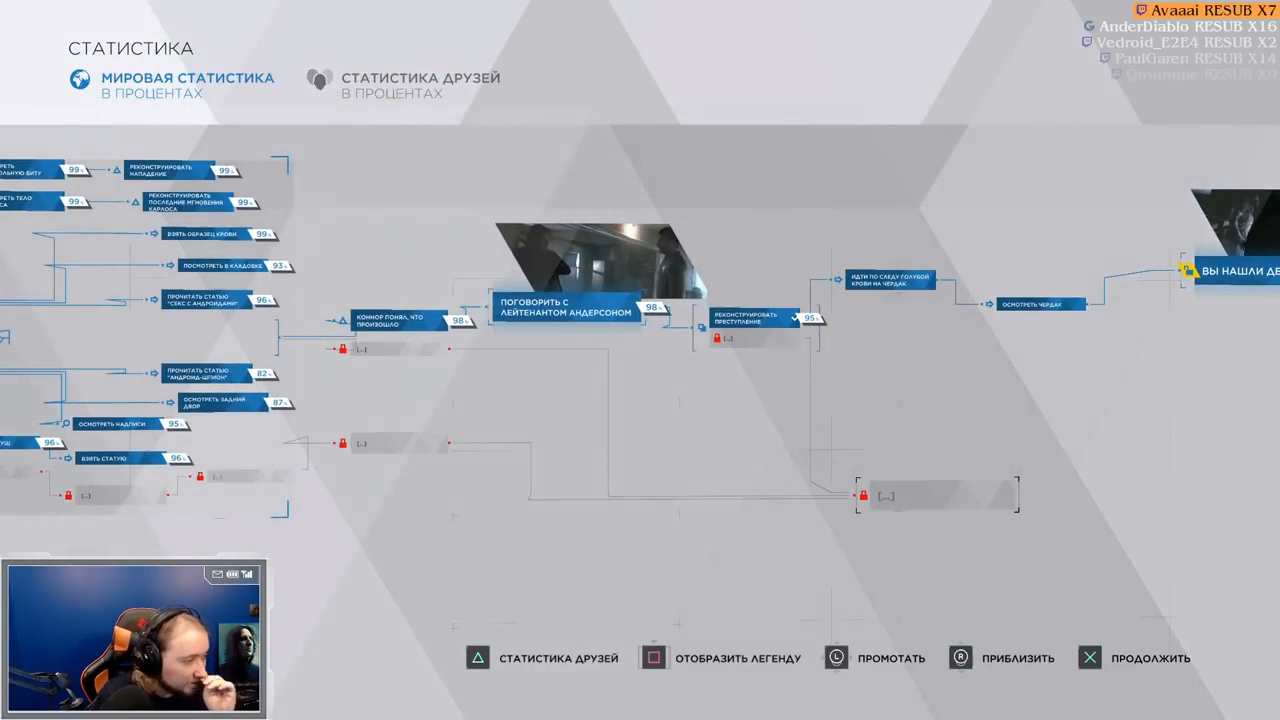 Avaaai RESUB X7
AnderDiablo RESUB X16
Vedroid_E2E4 RESUB X2
PaulGaren RESUB X14
СТАТИСТИКА
МИРОВАЯ СТАТИСТИКА
В ПРОЦЕНТАХ
СТАТИСТИКА ДРУЗЕЙ
В ПРОЦЕНТАХ
99%
РЕКОНСТРУИРОВАТЬ
НАПАДЕНИЕ
99%
99%
РЕКОНСТРУИРОВАТЬ
ПОСЛЕДНИЕ МГНОВЕНИЯ
КАРЛОСА
99%
ВЗЯТЬ ОБРАЗЕЦ КРОВИ
99%
ПОСМОТРЕТЬ В КЛАДОВКЕ
93%
ПРОЧИТАТЬ СТАТЬЮ
"СЕКС С АНДРОИДАМИ"
96%
КОННОР ПОНЯЛ, ЧТО
ПРОИЗОШЛО
98%
[...]
ПОГОВОРИТЬ С
ЛЕЙТЕНАНТОМ АНДЕРСОНОМ
98%
РЕКОНСТРУИРОВАТЬ
ПРЕСТУПЛЕНИЕ
95%
[...]
ИДТИ ПО СЛЕДУ ГОЛУБОЙ
КРОВИ НА ЧЕРДАК
ОСМОТРЕТЬ ЧЕРДАК
ВЫ НАШЛИ ДЕ
ПРОЧИТАТЬ СТАТЬЮ
"АНДРОИД-ШПИОН"
82%
ОСМОТРЕТЬ ЗАДНИЙ
ДВОР
87%
ОСМОТРЕТЬ НАДПИСИ
95%
УШ
96%
ВЗЯТЬ СТАТУЮ
96%
[...]
[...]
[...]
[...]
СТАТИСТИКА ДРУЗЕЙ
ОТОБРАЗИТЬ ЛЕГЕНДУ
L
ПРОМОТАТЬ
R
ПРИБЛИЗИТЬ
ПРОДОЛЖИТЬ